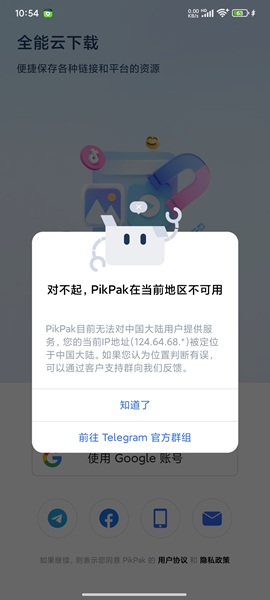 10:54
0.00
KB/s
HD
63
全能云下载
便捷保存各种链接和平台的资源
对不起，PikPak在当前地区不可用
PikPak目前无法对中国大陆用户提供服
务，您的当前IP地址(124.64.68.*)被定位
于中国大陆。如果您认为位置判断有误，
可以通过客户支持群向我们反馈。
知道了
前往 Telegram 官方群组
使用 Google 账号
如果继续，则表示您同意 PikPak 的 用户协议 和 隐私政策